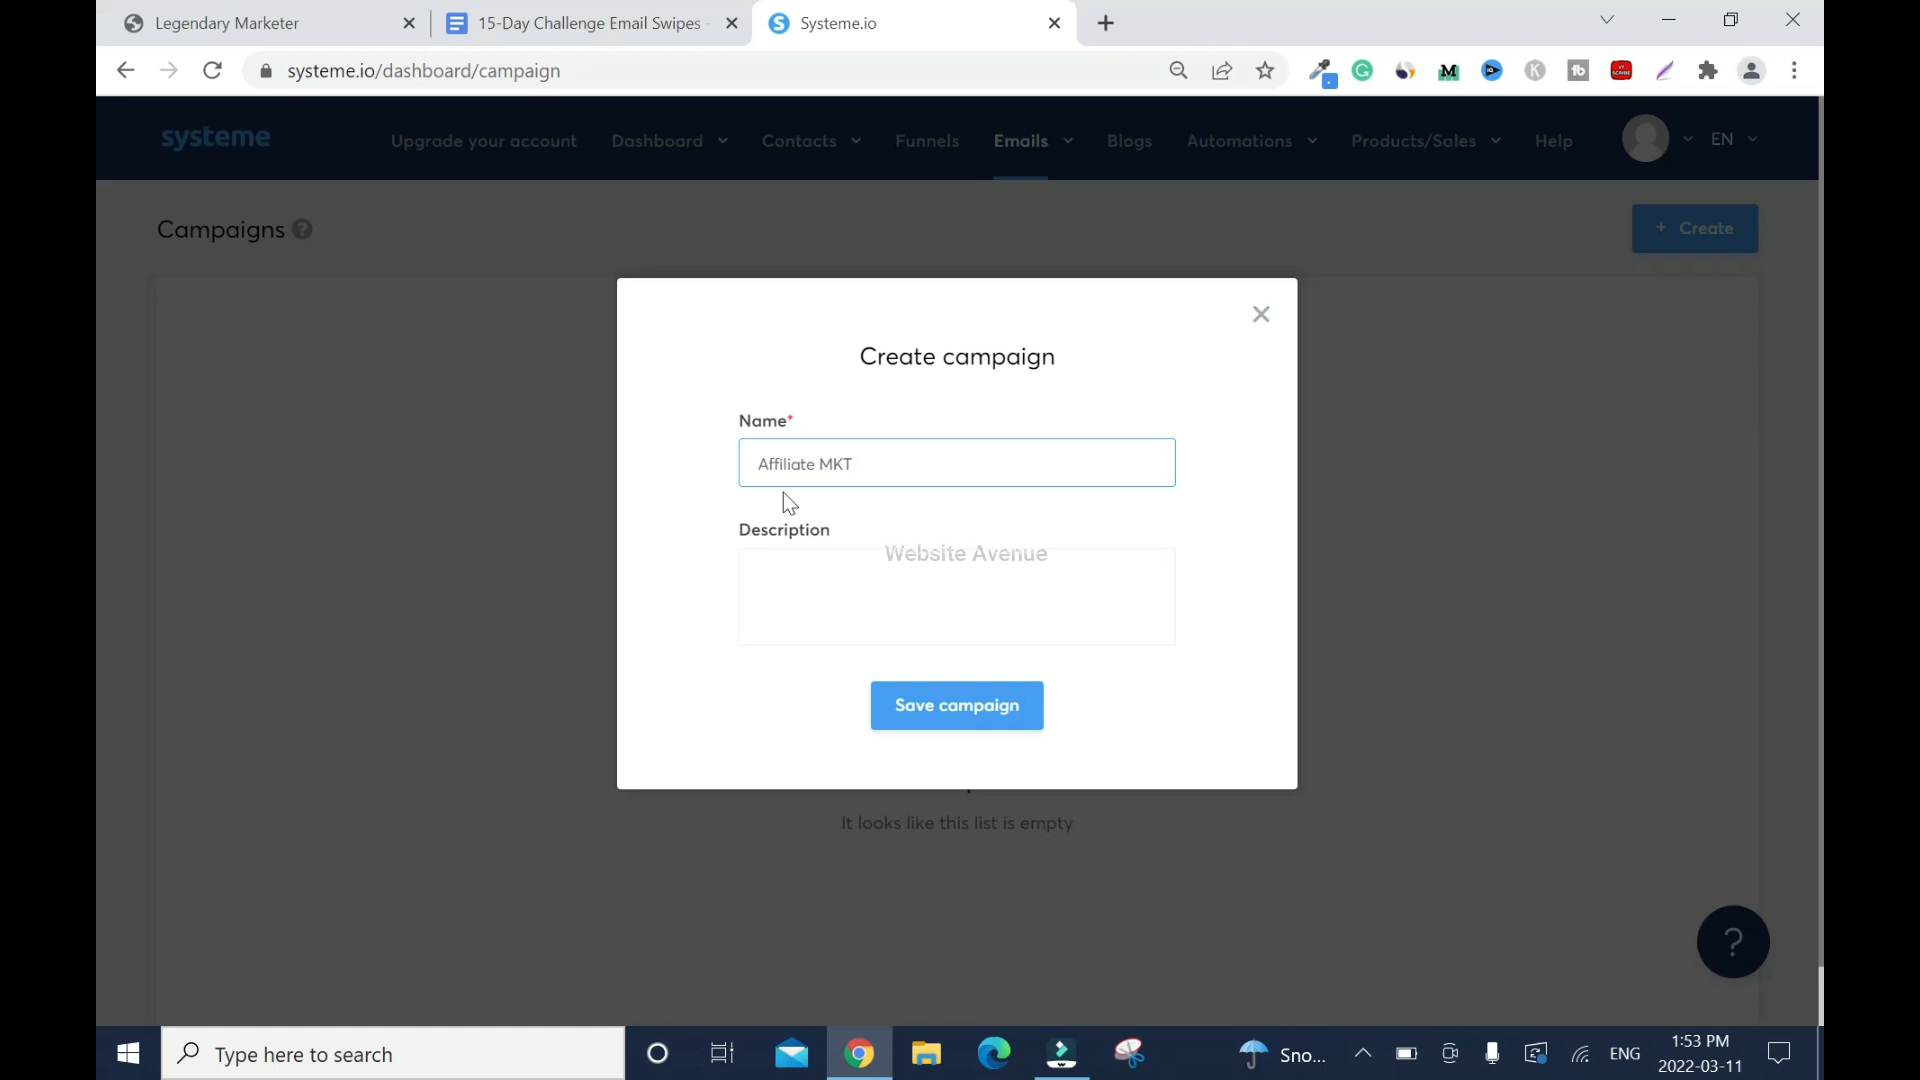 Legendary Marketer
15-Day Challenge Email Swipes -
Systeme.io
systeme.io/dashboard/campaign
systeme
Upgrade your account
Dashboard
Contacts
Funnels
Emails
Blogs
Automations
Products/Sales
Help
EN
Campaigns ?
+ Create
Create campaign
Name*
Affiliate MKT
Description
Website Avenue
Save campaign
It looks like this list is empty
?
Type here to search
Sno...
ENG
1:53 PM
2022-03-11